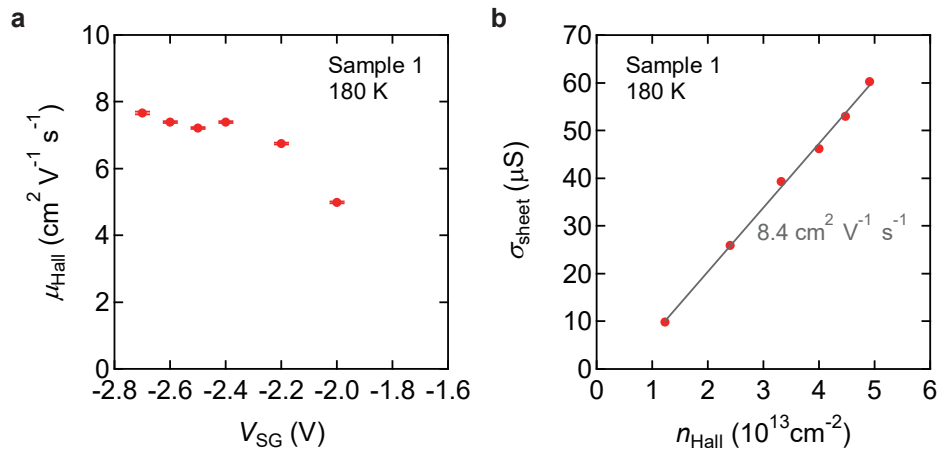 a
10
8
6
4
2
0
μHall (cm² V⁻¹ s⁻¹)
Sample 1
180 K
-2.8 -2.6 -2.4 -2.2 -2.0 -1.8 -1.6
VSG (V)
b
70
60
50
40
30
20
10
0
σsheet (μS)
Sample 1
180 K
8.4 cm² V⁻¹ s⁻¹
0 1 2 3 4 5 6
nHall (10¹³cm⁻²)